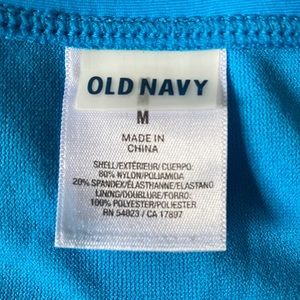 OLD NAVY
M
MADE IN
CHINA
SHELL/EXTÉRIEUR/CUERPO:
80% NYLON/POLIAMIDA
20% SPANDEX/ÉLASTHANNE/ELASTANO
LINING/DOUBLURE/FORRO:
100% POLYESTER/POLYESTER
RN 54023 / CA 17897